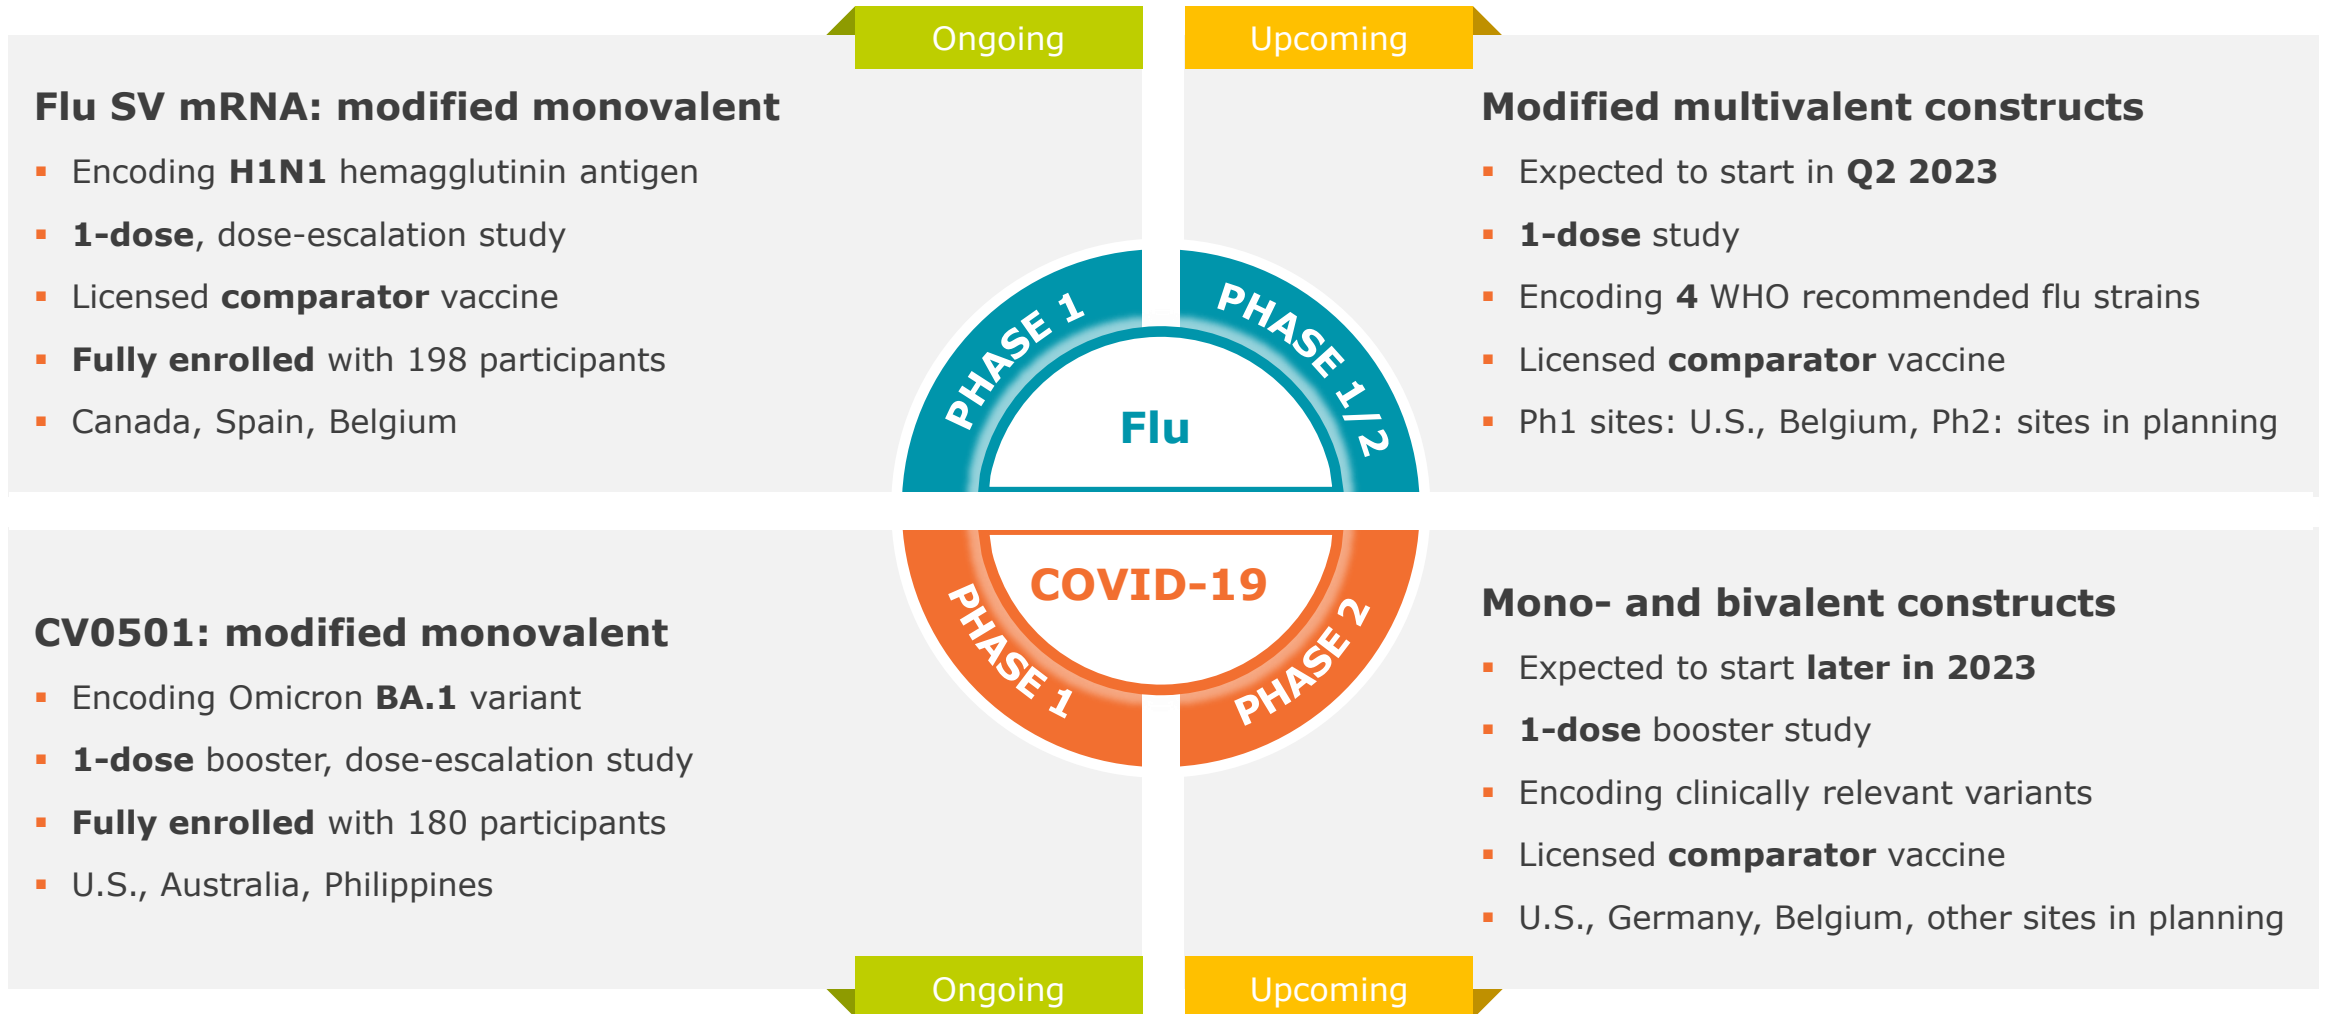 Ongoing
Upcoming
Flu SV mRNA: modified monovalent
▪ Encoding H1N1 hemagglutinin antigen
▪ 1-dose, dose-escalation study
▪ Licensed comparator vaccine
▪ Fully enrolled with 198 participants
▪ Canada, Spain, Belgium
Modified multivalent constructs
▪ Expected to start in Q2 2023
▪ 1-dose study
▪ Encoding 4 WHO recommended flu strains
▪ Licensed comparator vaccine
▪ Ph1 sites: U.S., Belgium, Ph2: sites in planning
PHASE 1
PHASE 1/2
Flu
COVID-19
PHASE 1
PHASE 2
CV0501: modified monovalent
▪ Encoding Omicron BA.1 variant
▪ 1-dose booster, dose-escalation study
▪ Fully enrolled with 180 participants
▪ U.S., Australia, Philippines
Mono- and bivalent constructs
▪ Expected to start later in 2023
▪ 1-dose booster study
▪ Encoding clinically relevant variants
▪ Licensed comparator vaccine
▪ U.S., Germany, Belgium, other sites in planning
Ongoing
Upcoming